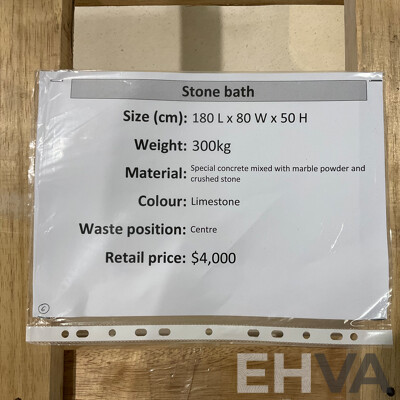 Stone bath
Size (cm): 180 L x 80 W x 50 H
Weight: 300kg
Material: Special concrete mixed with marble powder and
crushed stone
Colour: Limestone
Waste position: Centre
Retail price: $4,000
EHVA